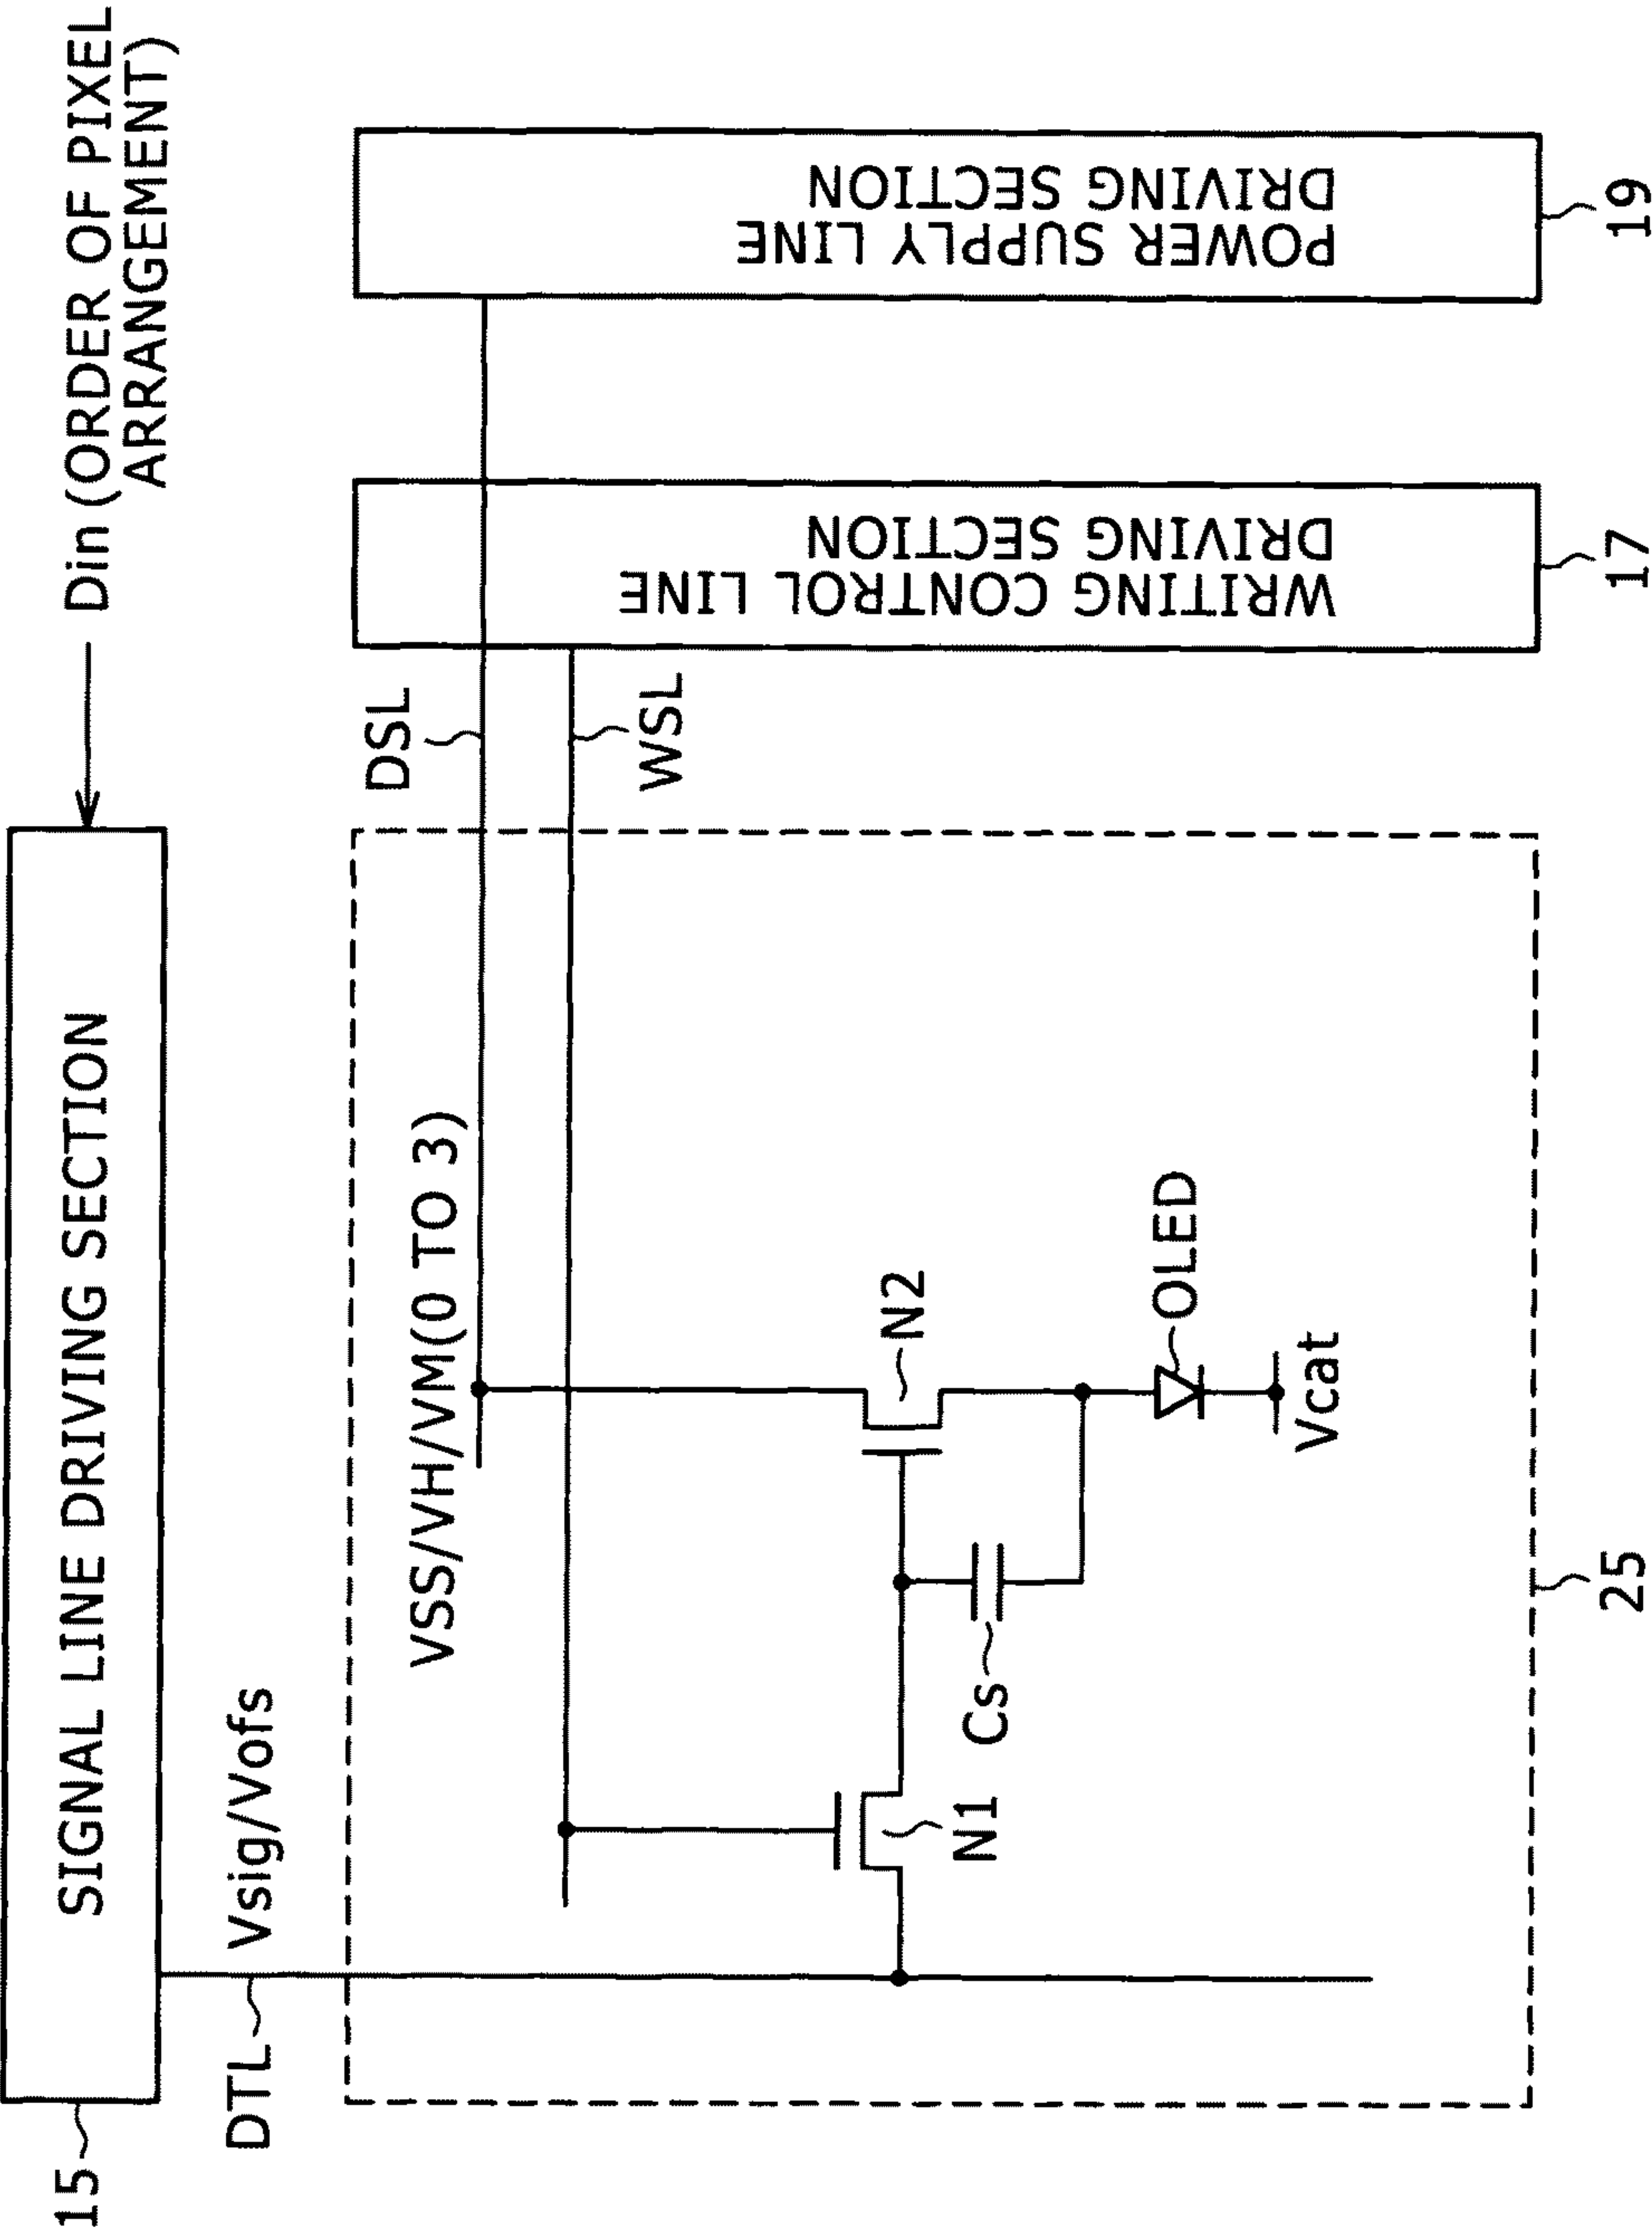 Din (ORDER OF PIXEL
ARRANGEMENT)
SIGNAL LINE DRIVING SECTION
15
DTL
Vsig/Vofs
DSL
WSL
VSS/VH/VM(0 TO 3)
N1
N2
Cs
OLED
Vcat
25
WRITING CONTROL LINE
DRIVING SECTION
17
POWER SUPPLY LINE
DRIVING SECTION
19